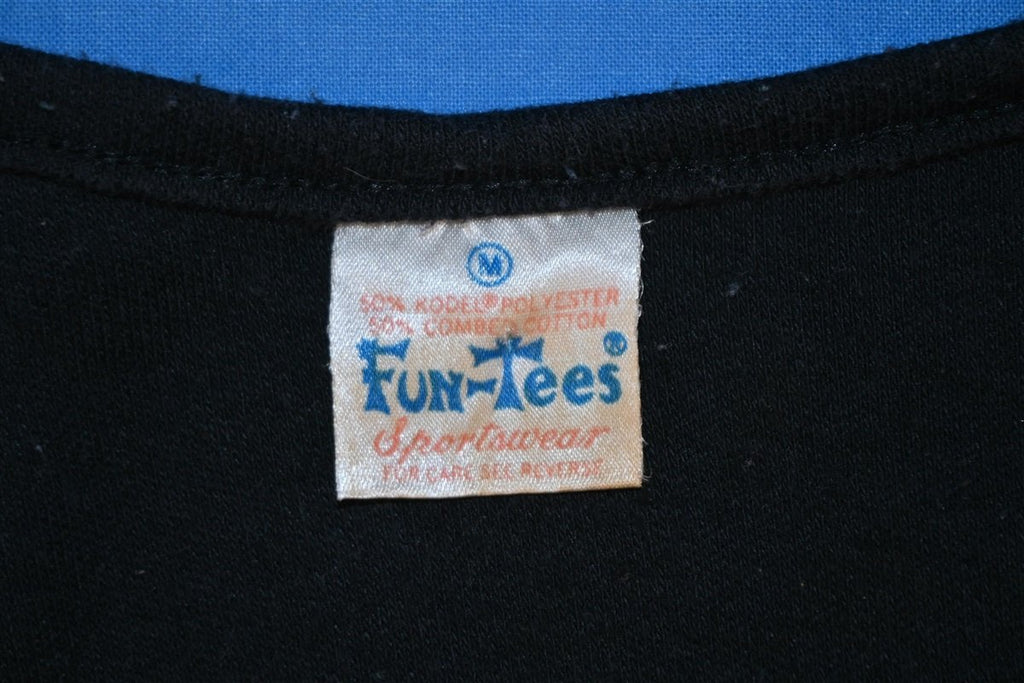 M
50% KODEL® POLYESTER
50% COMBED COTTON
FUN-Tees®
Sportswear
FOR CARE SEE REVERSE